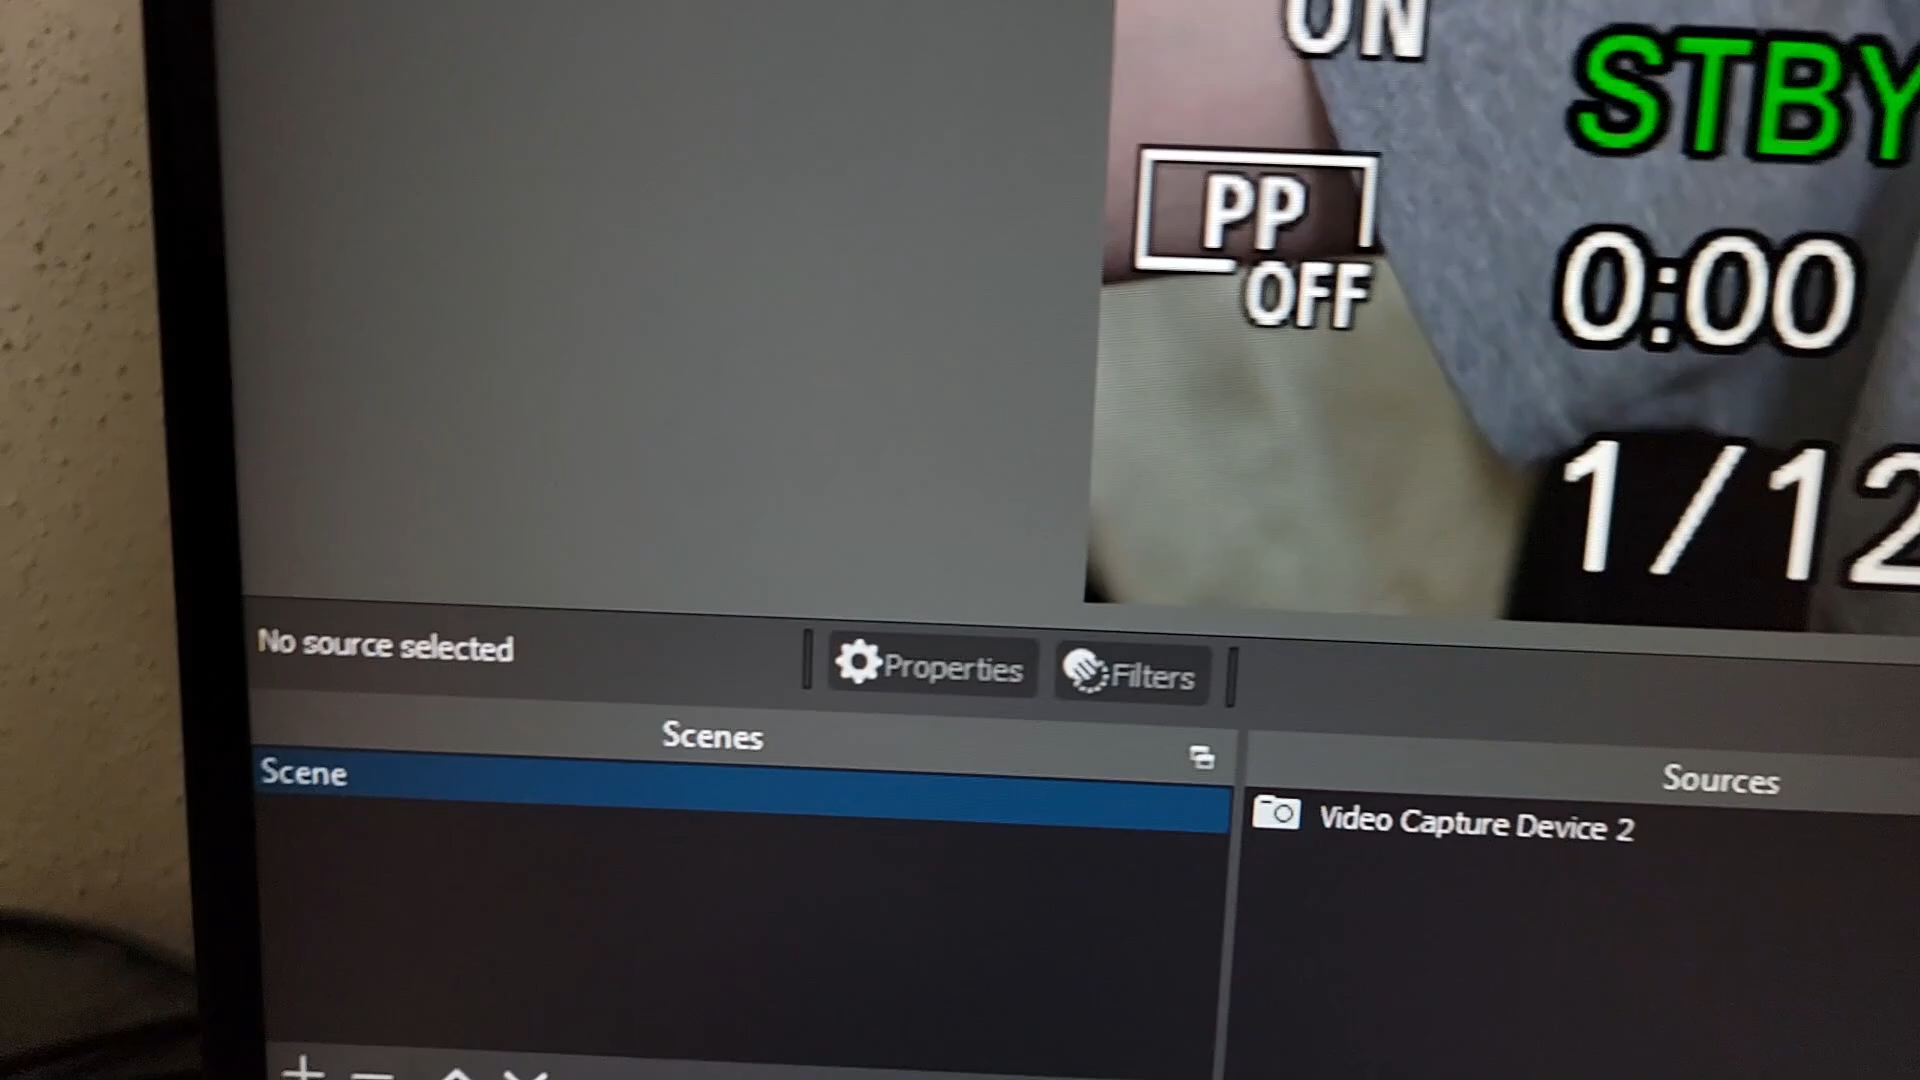 ON
STBY
PP
OFF
0:00
1/12
No source selected
Properties
Filters
Scenes
Scene
Sources
Video Capture Device 2